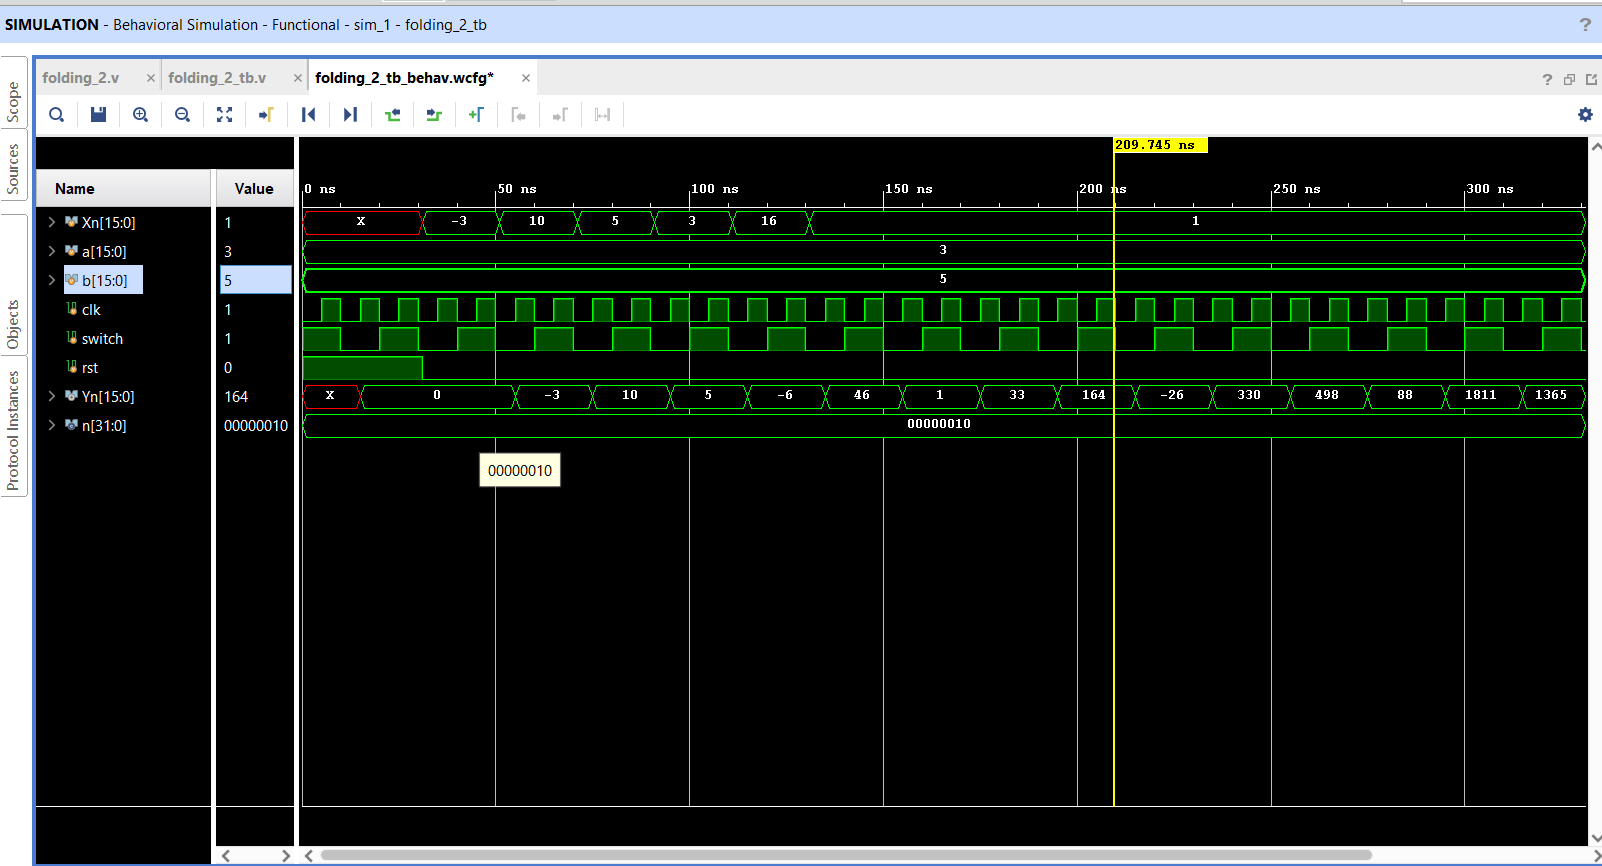 SIMULATION - Behavioral Simulation - Functional - sim_1 - folding_2_tb
?
Scope
Sources
Objects
Protocol Instances
folding_2.v × folding_2_tb.v × folding_2_tb_behav.wcfg* ×
?
209.745 ns
Name Value
0 ns 50 ns 100 ns 150 ns 200 ns 250 ns 300 ns
Xn[15:0] 1 X -3 10 5 3 16 1
a[15:0] 3 3
b[15:0] 5 5
clk 1
switch 1
rst 0
Yn[15:0] 164 X 0 -3 10 5 -6 46 1 33 164 -26 330 498 88 1811 1365
n[31:0] 00000010 00000010
00000010